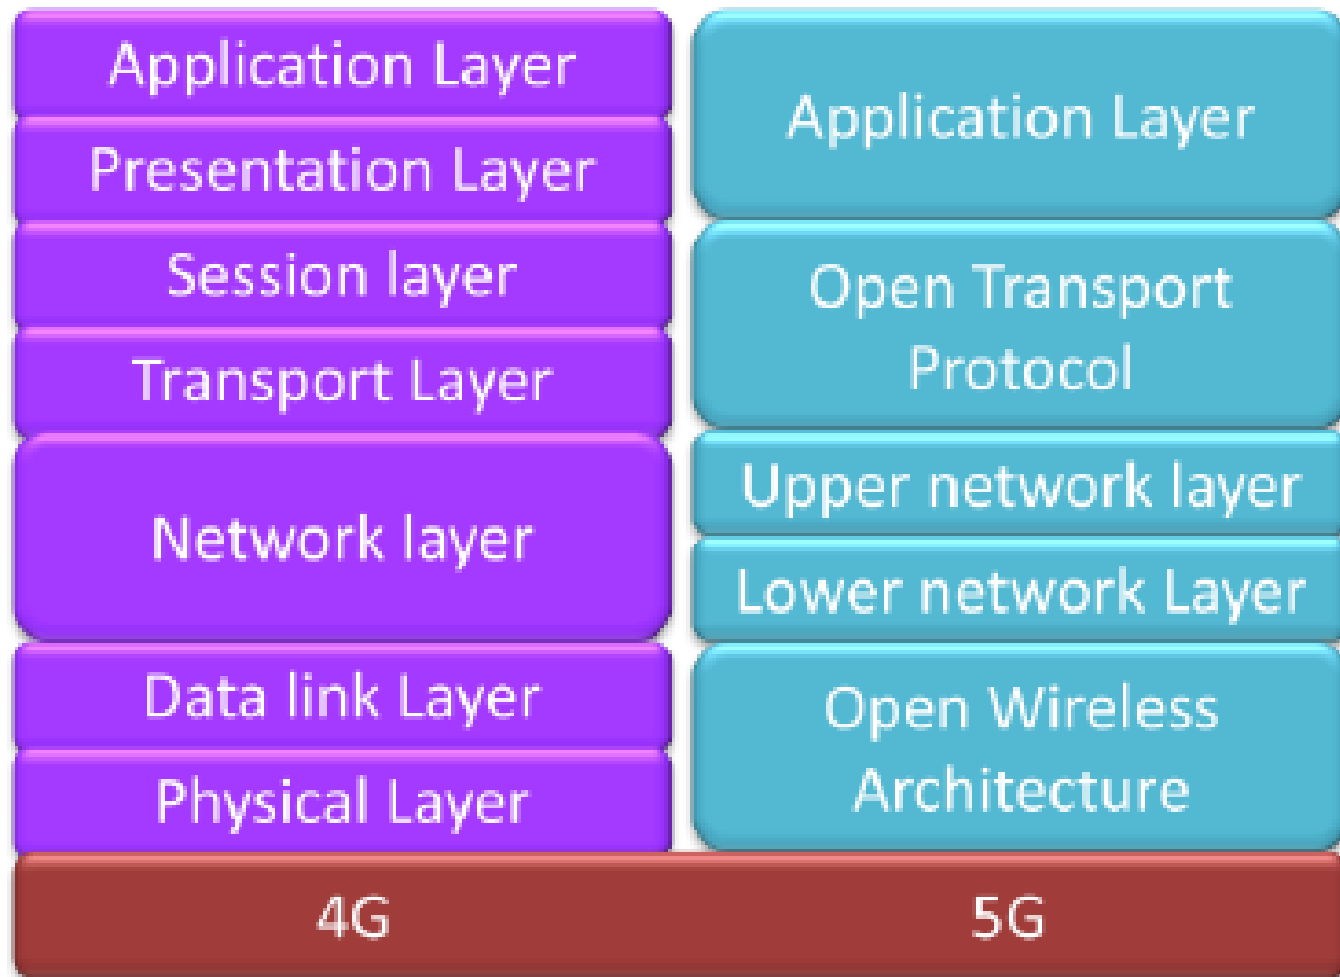 Application Layer
Presentation Layer
Session layer
Transport Layer
Network layer
Data link Layer
Physical Layer
4G
Application Layer
Open Transport
Protocol
Upper network layer
Lower network Layer
Open Wireless
Architecture
5G